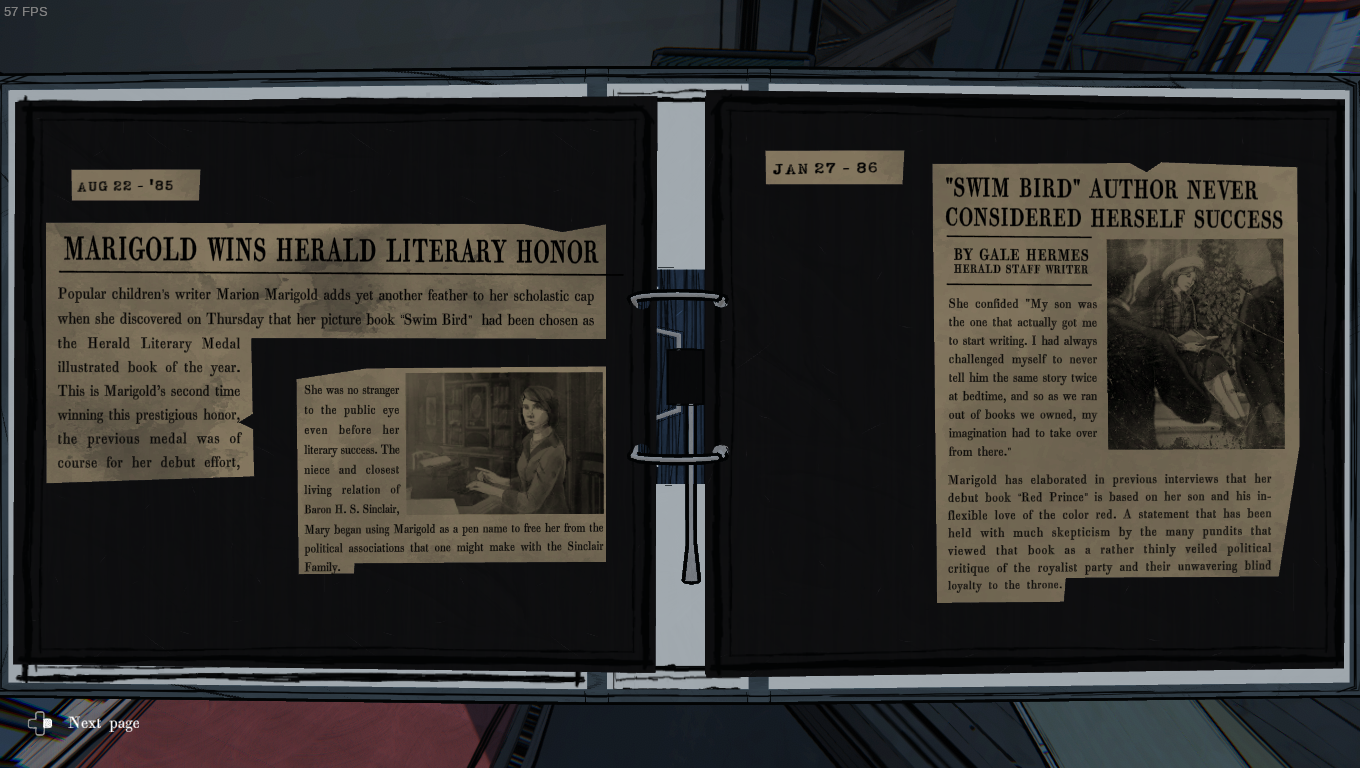 57 FPS
AUG 22 - '85
MARIGOLD WINS HERALD LITERARY HONOR
Popular children's writer Marion Marigold adds yet another feather to her scholastic cap
when she discovered on Thursday that her picture book "Swim Bird" had been chosen as
the Herald Literary Medal
illustrated book of the year.
This is Marigold's second time
winning this prestigious honor,
the previous medal was of
course for her debut effort,
She was no stranger
to the public eye
even before her
literary success. The
niece and closest
living relation of
Baron H. S. Sinclair,
Mary began using Marigold as a pen name to free her from the
political associations that one might make with the Sinclair
Family.
JAN 27 - 86
"SWIM BIRD" AUTHOR NEVER
CONSIDERED HERSELF SUCCESS
BY GALE HERMES
HERALD STAFF WRITER
She confided "My son was
the one that actually got me
to start writing. I had always
challenged myself to never
tell him the same story twice
at bedtime, and so as we ran
out of books we owned, my
imagination had to take over
from there."
Marigold has elaborated in previous interviews that her
debut book "Red Prince" is based on her son and his in-
flexible love of the color red. A statement that has been
held with much skepticism by the many pundits that
viewed that book as a rather thinly veiled political
critique of the royalist party and their unwavering blind
loyalty to the throne.
Next page